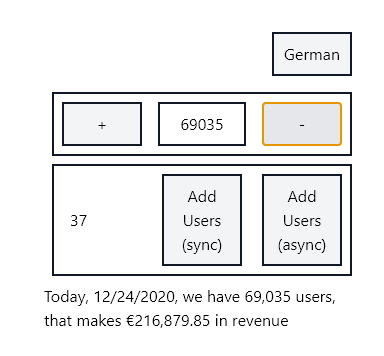 German
+ 69035 -
37
Add
Users
(sync)
Add
Users
(async)
Today, 12/24/2020, we have 69,035 users,
that makes €216,879.85 in revenue